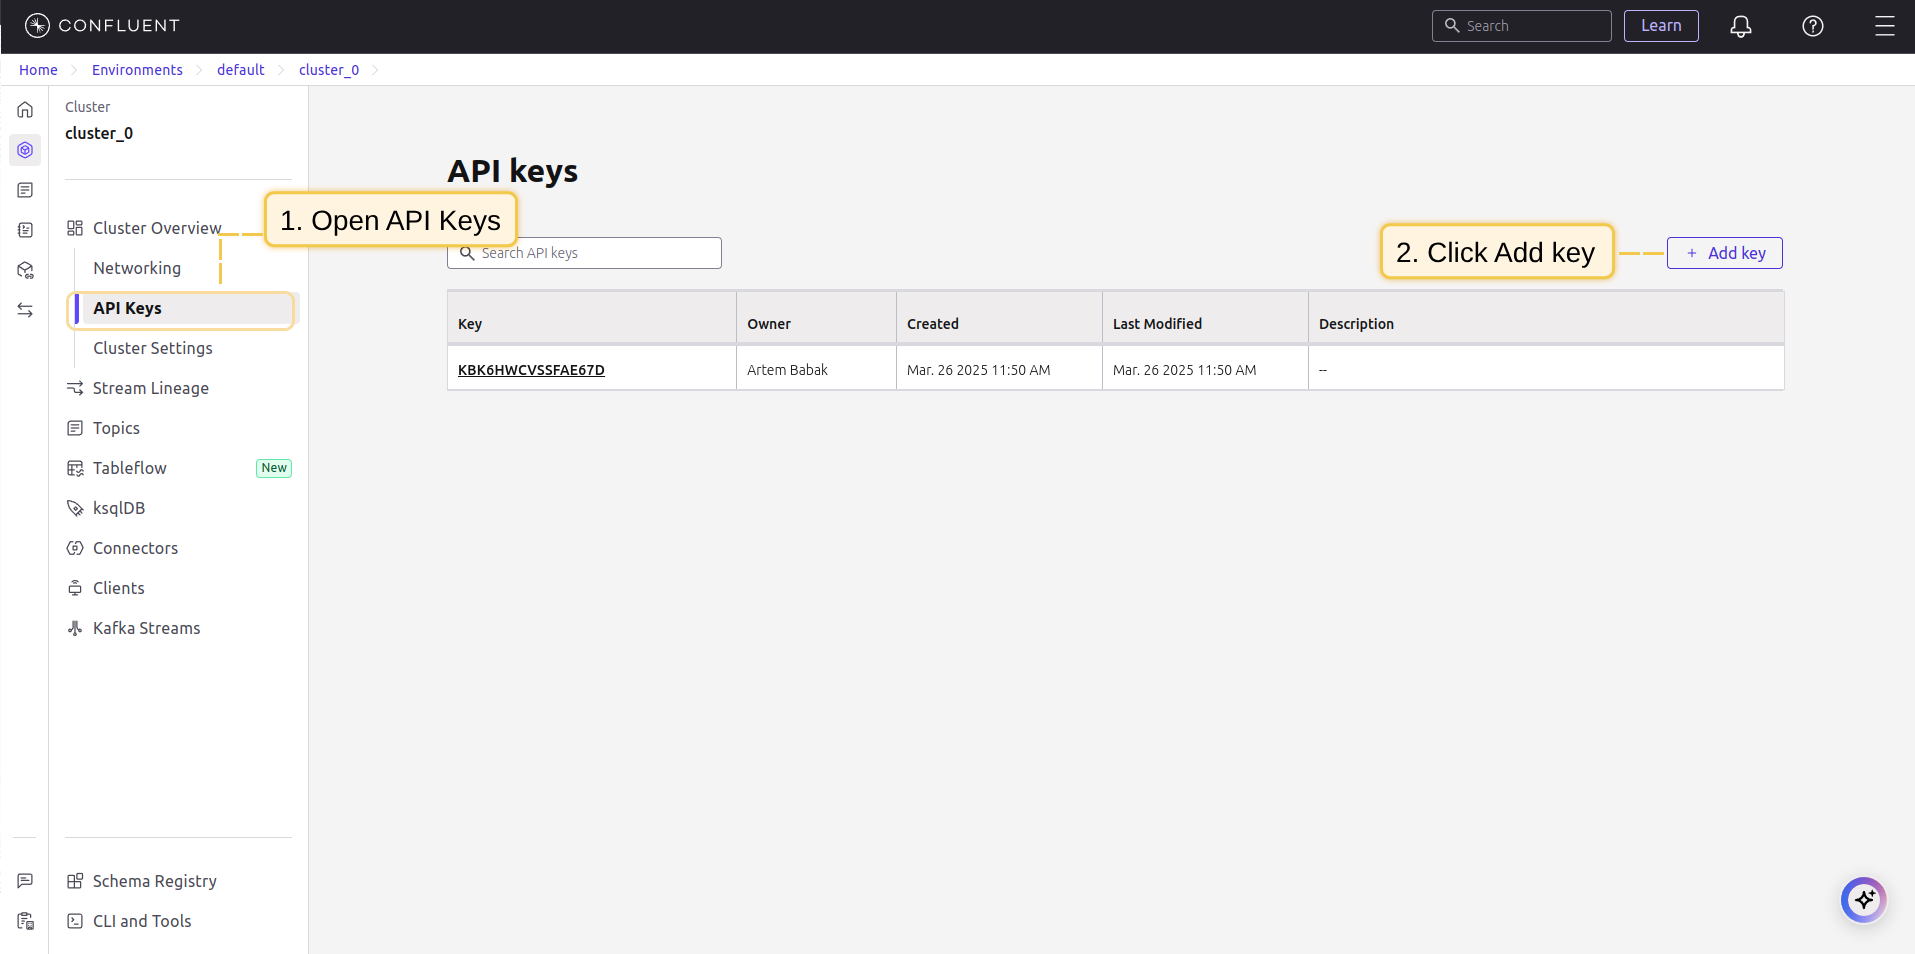 CONFLUENT
Search
Learn
Home
Environments
default
cluster_0
Cluster
cluster_0
Cluster Overview
Networking
API Keys
Cluster Settings
Stream Lineage
Topics
Tableflow
New
ksqlDB
Connectors
Clients
Kafka Streams
Schema Registry
CLI and Tools
API keys
1. Open API Keys
Search API keys
2. Click Add key
+ Add key
Key Owner Created Last Modified Description
KBK6HWCVSSFAE67D Artem Babak Mar. 26 2025 11:50 AM Mar. 26 2025 11:50 AM --